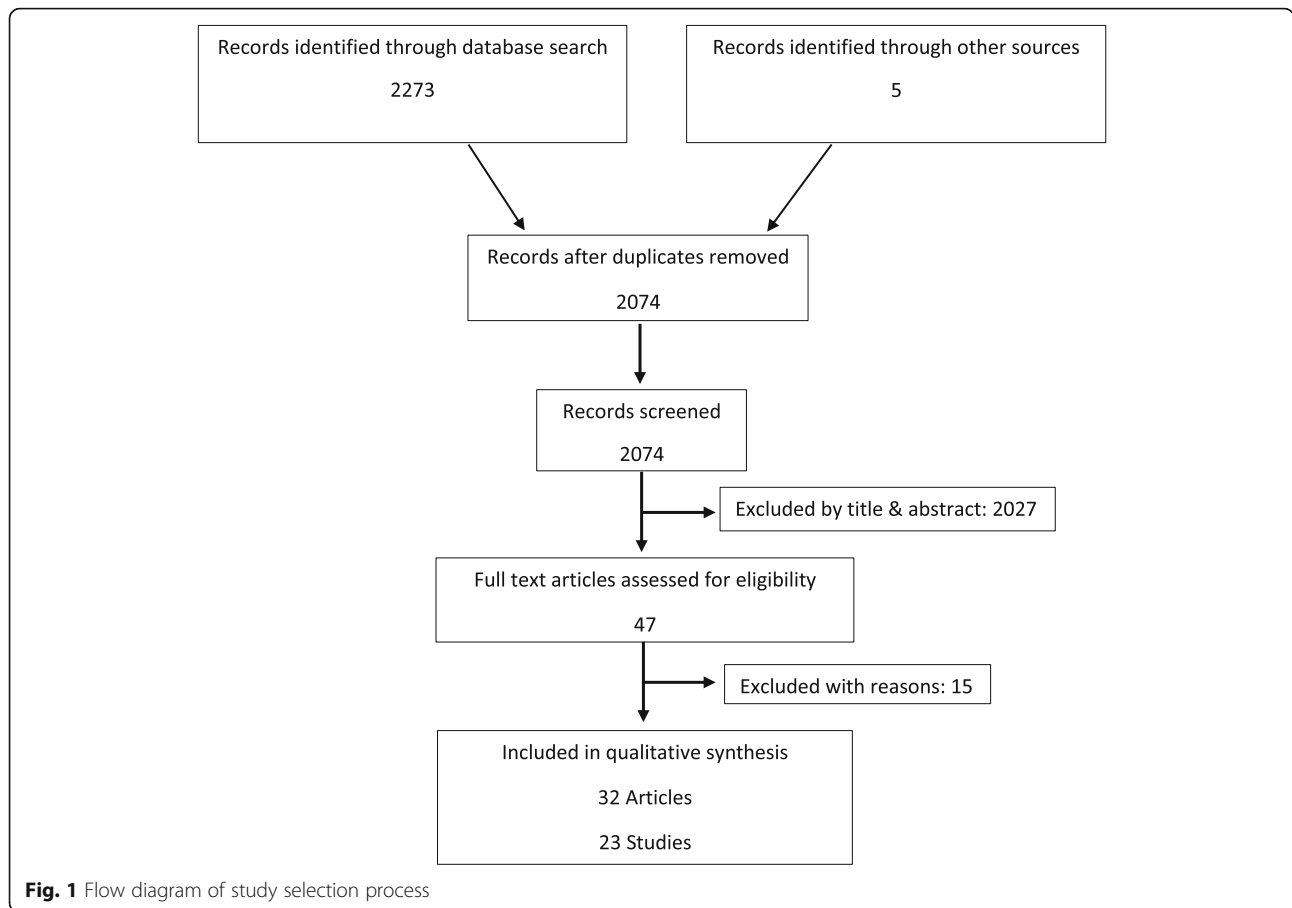 Records identified through database search
2273
Records identified through other sources
5
Records after duplicates removed
2074
Records screened
2074
Excluded by title & abstract: 2027
Full text articles assessed for eligibility
47
Excluded with reasons: 15
Included in qualitative synthesis
32 Articles
23 Studies
Fig. 1 Flow diagram of study selection process